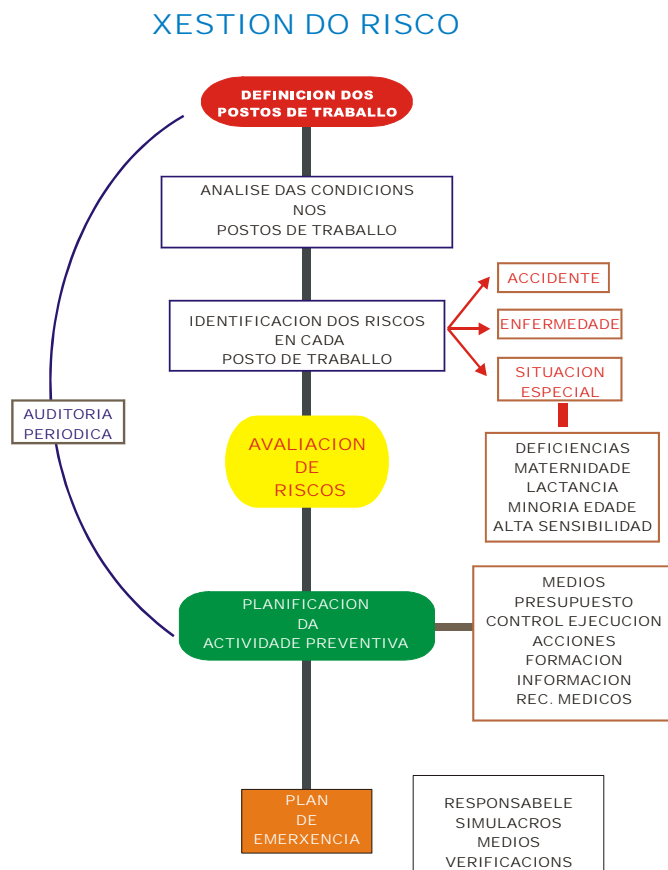 XESTION DO RISCO
DEFINICION DOS
POSTOS DE TRABALLO
ANALISE DAS CONDICIONS
NOS
POSTOS DE TRABALLO
IDENTIFICACION DOS RISCOS
EN CADA
POSTO DE TRABALLO
ACCIDENTE
ENFERMEDADE
SITUACION
ESPECIAL
AUDITORIA
PERIODICA
AVALIACION
DE
RISCOS
DEFICIENCIAS
MATERNIDADE
LACTANCIA
MINORIA EDADE
ALTA SENSIBILIDAD
PLANIFICACION
DA
ACTIVIDADE PREVENTIVA
MEDIOS
PRESUPUESTO
CONTROL EJECUCION
ACCIONES
FORMACION
INFORMACION
REC. MEDICOS
PLAN
DE
EMERXENCIA
RESPONSABELE
SIMULACROS
MEDIOS
VERIFICACIONS